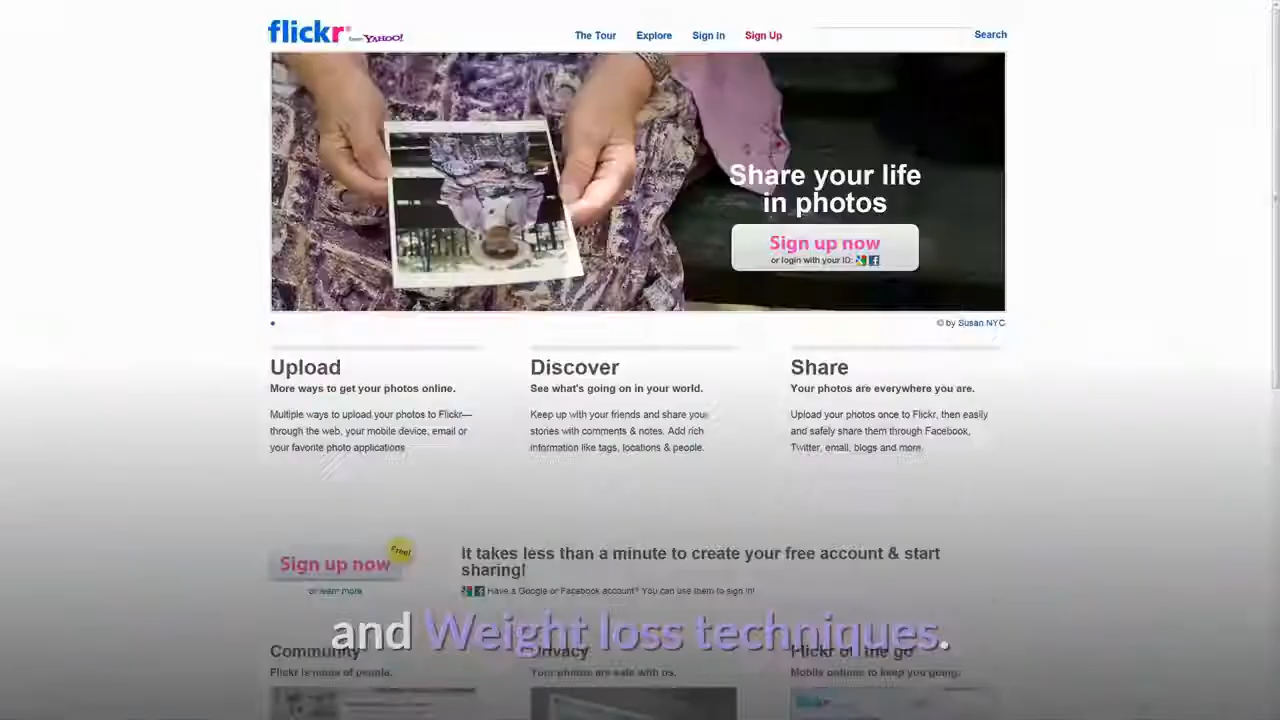 flickr from YAHOO!
The Tour Explore Sign In Sign Up Search
Share your life
in photos
Sign up now
or login with your ID:
© by Susan NYC
Upload
More ways to get your photos online.
Multiple ways to upload your photos to Flickr—
through the web, your mobile device, email or
your favorite photo applications
Discover
See what's going on in your world.
Keep up with your friends and share your
stories with comments & notes. Add rich
information like tags, locations & people.
Share
Your photos are everywhere you are.
Upload your photos once to Flickr, then easily
and safely share them through Facebook,
Twitter, email, blogs and more.
Sign up now
Free!
or learn more
It takes less than a minute to create your free account & start
sharing!
Have a Google or Facebook account? You can use them to sign in!
and Weight loss techniques.
Community
Flickr is made of people.
Privacy
Your photos are safe with us.
Flickr on the go
Mobile options to keep you going.
flickr